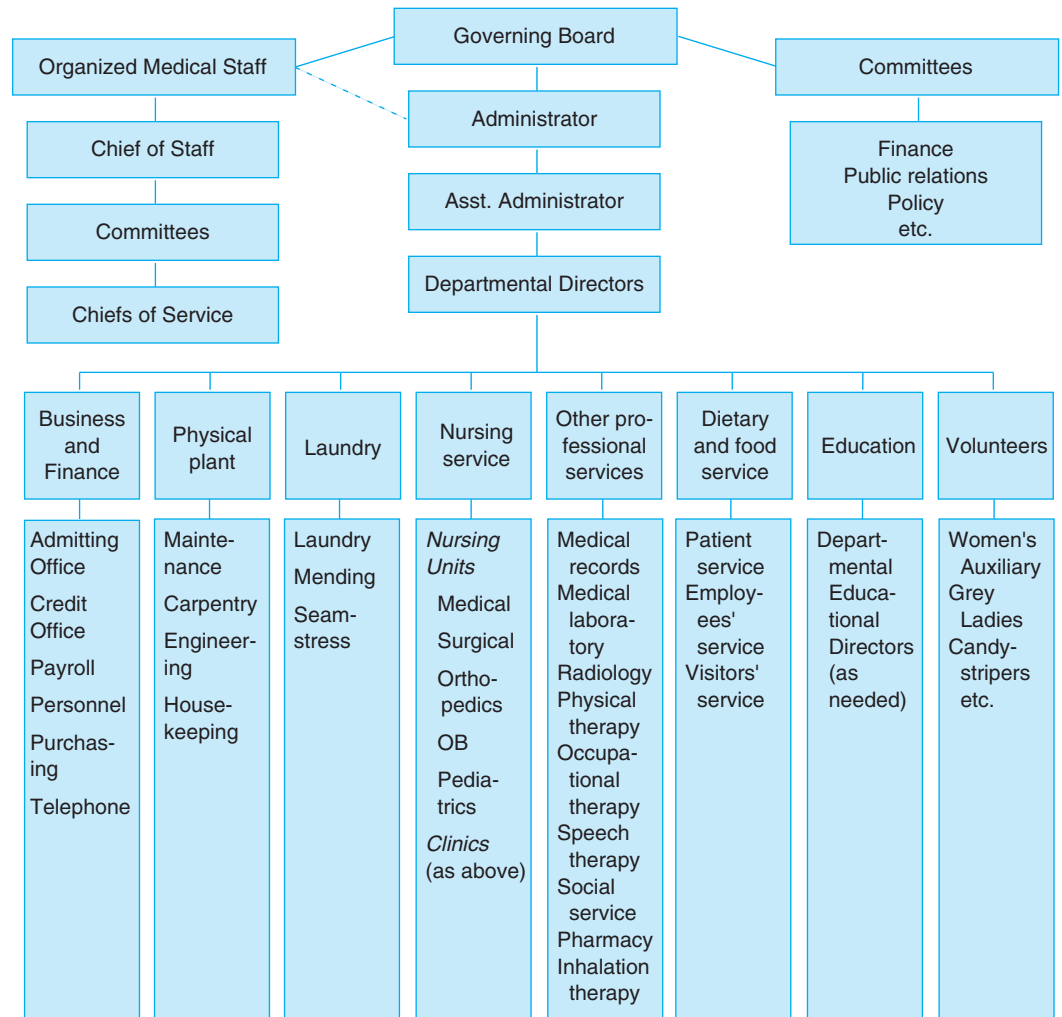 Governing Board
Organized Medical Staff
Committees
Administrator
Chief of Staff
Finance
Public relations
Policy
etc.
Asst. Administrator
Committees
Departmental Directors
Chiefs of Service
Business
and
Finance
Physical
plant
Laundry
Nursing
service
Other pro-
fessional
services
Dietary
and food
service
Education
Volunteers
Admitting
Office
Credit
Office
Payroll
Personnel
Purchas-
ing
Telephone
Mainte-
nance
Carpentry
Engineer-
ing
House-
keeping
Laundry
Mending
Seam-
stress
Nursing
Units
Medical
Surgical
Ortho-
pedics
OB
Pedia-
trics
Clinics
(as above)
Medical
records
Medical
labora-
tory
Radiology
Physical
therapy
Occupa-
tional
therapy
Speech
therapy
Social
service
Pharmacy
Inhalation
therapy
Patient
service
Employ-
ees'
service
Visitors'
service
Depart-
mental
Educa-
tional
Directors
(as
needed)
Women's
Auxiliary
Grey
Ladies
Candy-
stripers
etc.